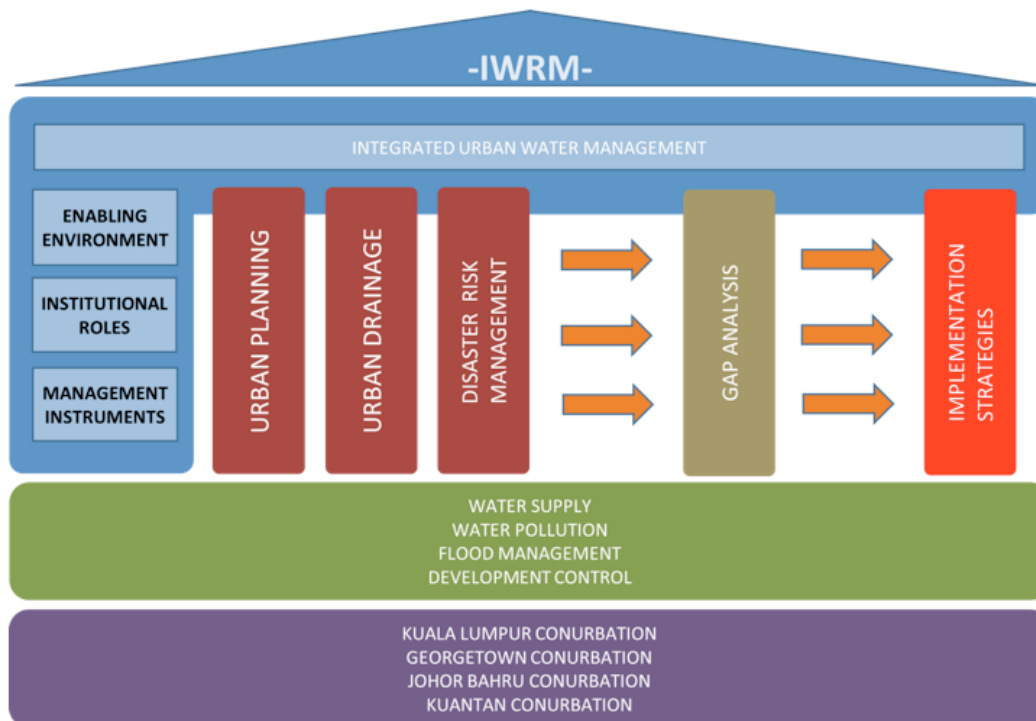 -IWRM-
INTEGRATED URBAN WATER MANAGEMENT
ENABLING
ENVIRONMENT
INSTITUTIONAL
ROLES
MANAGEMENT
INSTRUMENTS
URBAN PLANNING
URBAN DRAINAGE
DISASTER RISK
MANAGEMENT
GAP ANALYSIS
IMPLEMENTATION
STRATEGIES
WATER SUPPLY
WATER POLLUTION
FLOOD MANAGEMENT
DEVELOPMENT CONTROL
KUALA LUMPUR CONURBATION
GEORGETOWN CONURBATION
JOHOR BAHRU CONURBATION
KUANTAN CONURBATION